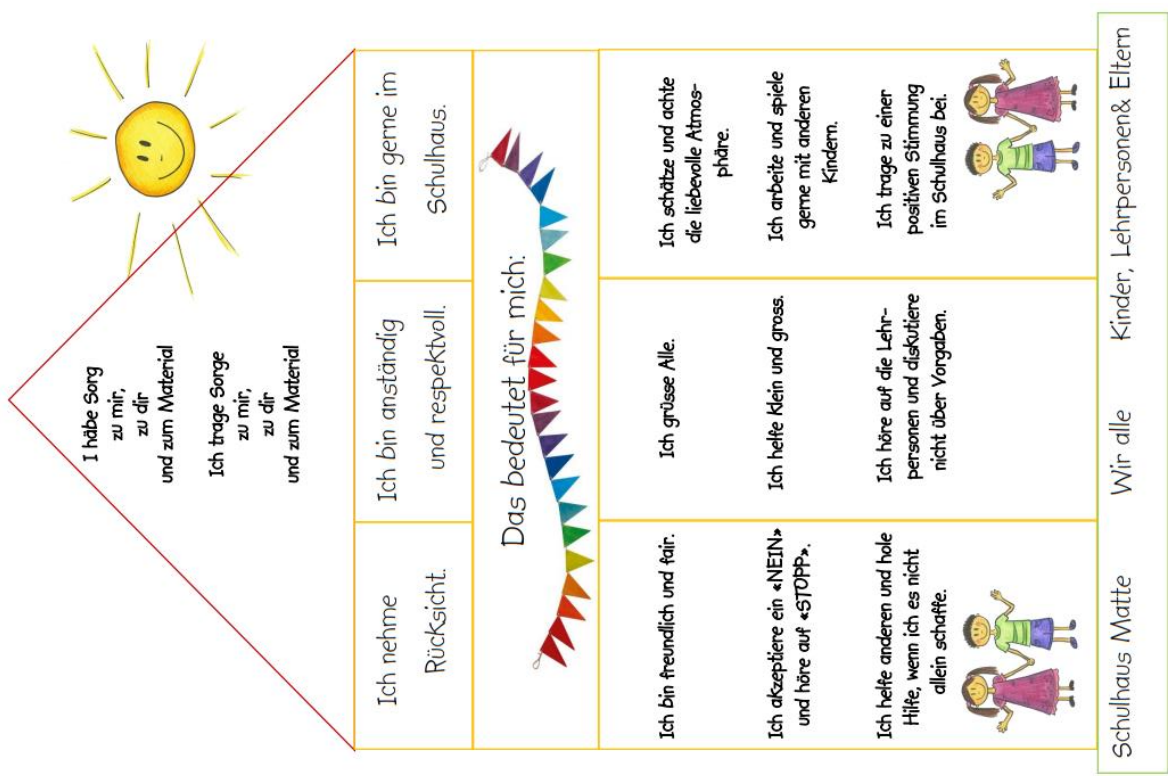 I häbe Sorg
zu mir,
zu dir
und zum Material
Ich trage Sorge
zu mir,
zu dir
und zum Material
Ich nehme
Rücksicht.
Ich bin anständig
und respektvoll.
Ich bin gerne im
Schulhaus.
Das bedeutet für mich:
Ich bin freundlich und fair.
Ich akzeptiere ein «NEIN»
und höre auf «STOPP».
Ich helfe anderen und hole
Hilfe, wenn ich es nicht
allein schaffe.
Ich grüsse Alle.
Ich helfe klein und gross.
Ich höre auf die Lehr-
personen und diskutiere
nicht über Vorgaben.
Ich schätze und achte
die liebevolle Atmos-
phäre.
Ich arbeite und spiele
gerne mit anderen
Kindern.
Ich trage zu einer
positiven Stimmung
im Schulhaus bei.
Schulhaus Matte Wir alle Kinder, Lehrpersonen& Eltern